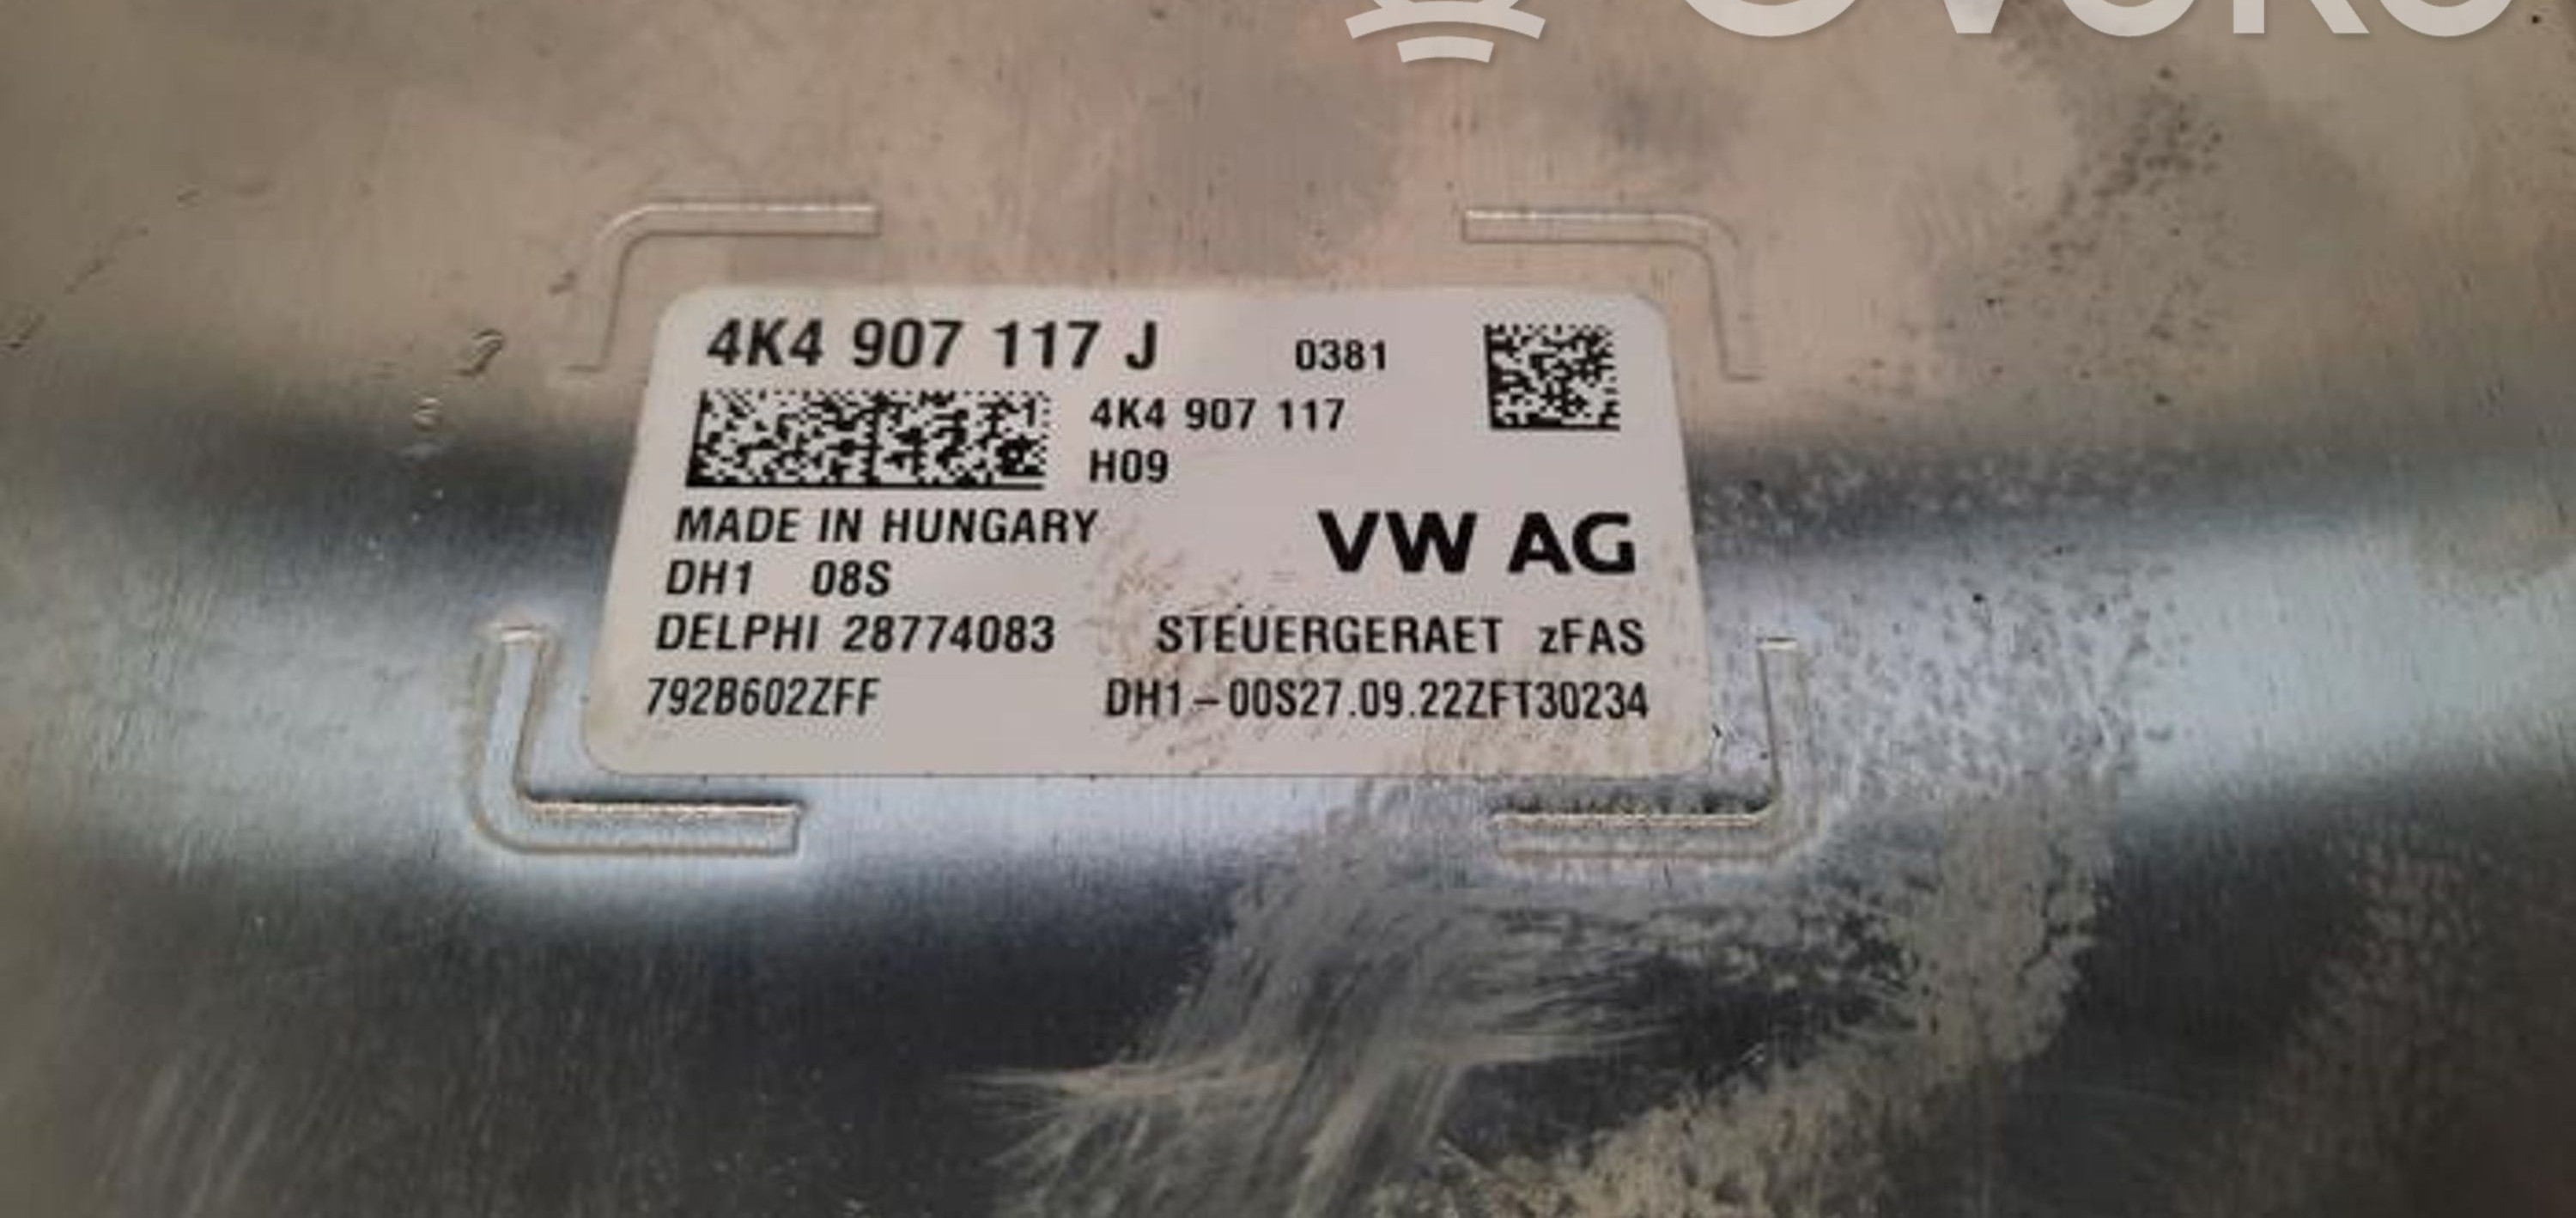 4K4 907 117 J 0381
4K4 907 117
H09
MADE IN HUNGARY
VW AG
DH1 08S
DELPHI 28774083 STEUERGERAET zFAS
792B602ZFF DH1-00S27.09.22ZFT30234